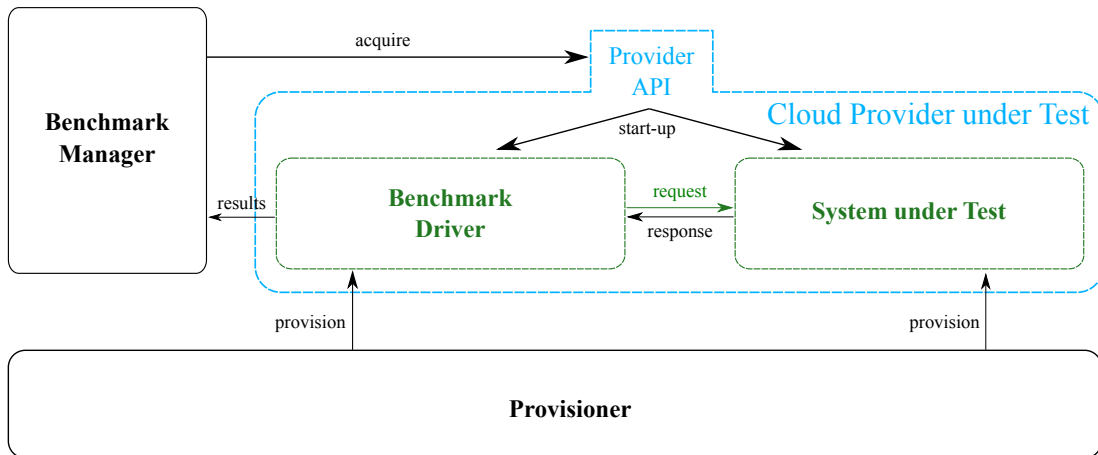 acquire
Provider
API
Cloud Provider under Test
Benchmark
Manager
start-up
results
Benchmark
Driver
request
response
System under Test
provision
provision
Provisioner